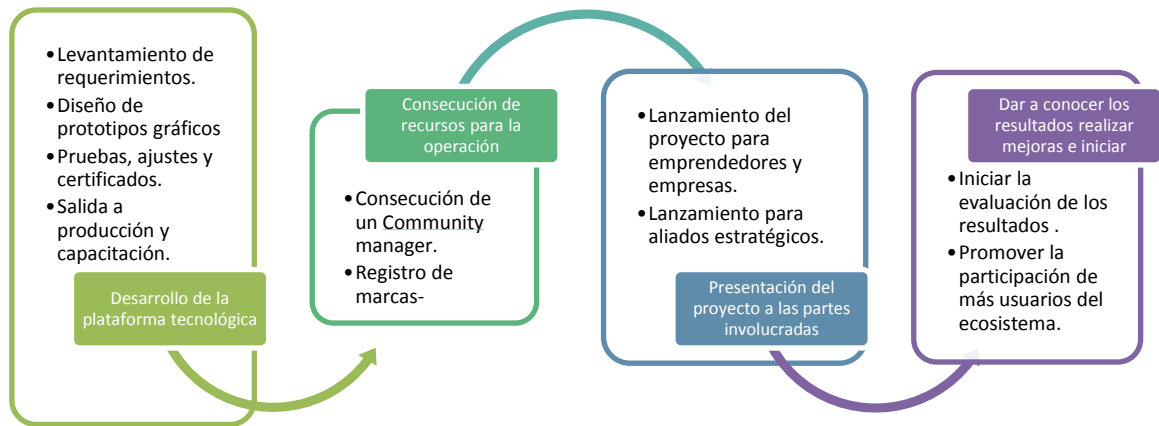 •Levantamiento de
requerimientos.
•Diseño de
prototipos gráficos
•Pruebas, ajustes y
certificados.
•Salida a
producción y
capacitación.
Desarrollo de la
plataforma tecnológica
Consecución de
recursos para la
operación
•Consecución de
un Community
manager.
•Registro de
marcas-
•Lanzamiento del
proyecto para
emprendedores y
empresas.
•Lanzamiento para
aliados estratégicos.
Presentación del
proyecto a las partes
involucradas
Dar a conocer los
resultados realizar
mejoras e iniciar
•Iniciar la
evaluación de los
resultados .
•Promover la
participación de
más usuarios del
ecosistema.